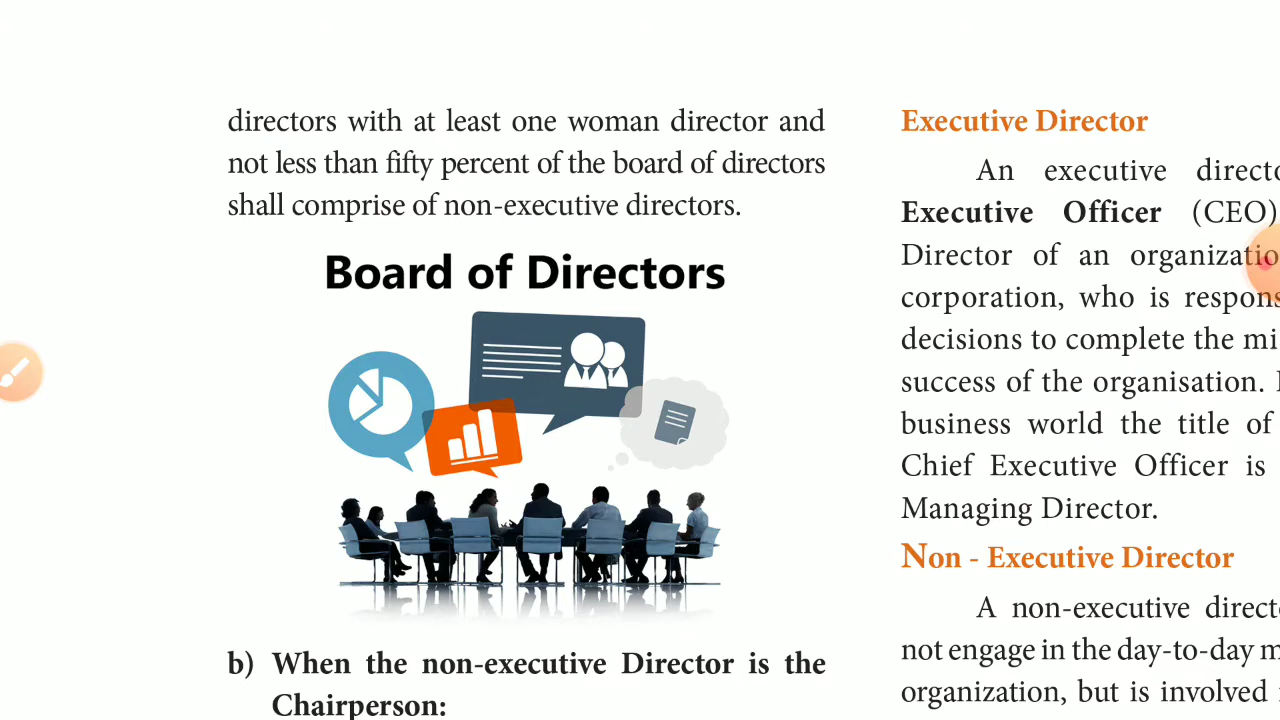 directors with at least one woman director and
not less than fifty percent of the board of directors
shall comprise of non-executive directors.
Board of Directors
b) When the non-executive Director is the
Chairperson:
Executive Director
An executive
Executive Officer (CEO)
Director of an
corporation, who is
decisions to complete the
success of the organisation.
business world the title of
Chief Executive Officer is
Managing Director.
Non - Executive Director
A non-executive
not engage in the day-to-day
organization, but is involved